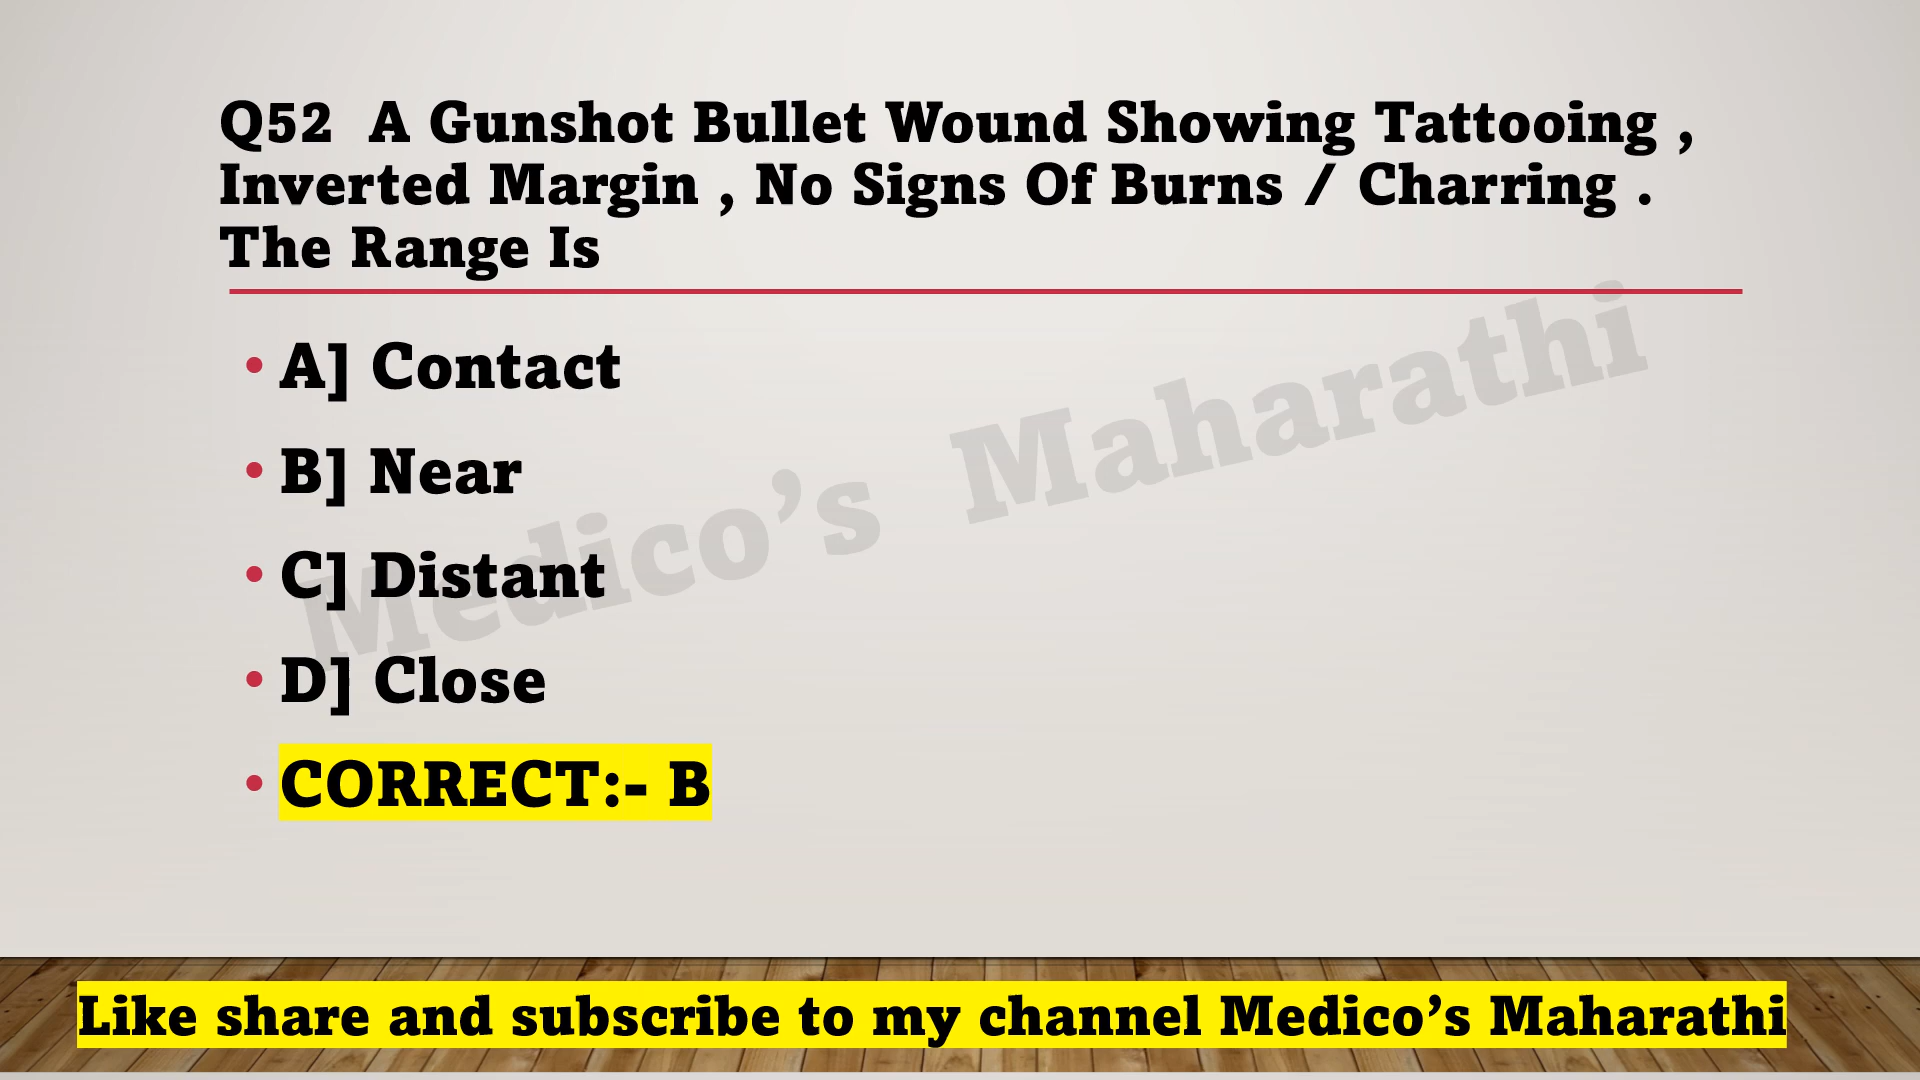 Q52 A Gunshot Bullet Wound Showing Tattooing ,
Inverted Margin , No Signs Of Burns / Charring .
The Range Is
• A] Contact
• B] Near
• C] Distant
• D] Close
• CORRECT:- B
Medico’s Maharathi
Like share and subscribe to my channel Medico’s Maharathi